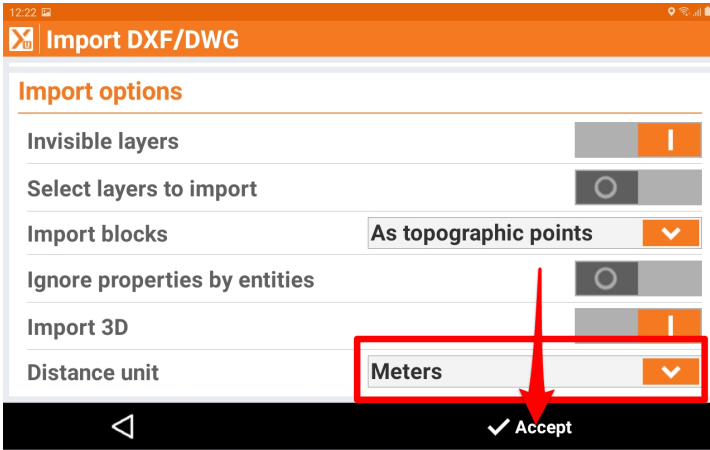 12:22
Import DXF/DWG
Import options
Invisible layers
Select layers to import
Import blocks As topographic points
Ignore properties by entities
Import 3D
Distance unit Meters
Accept